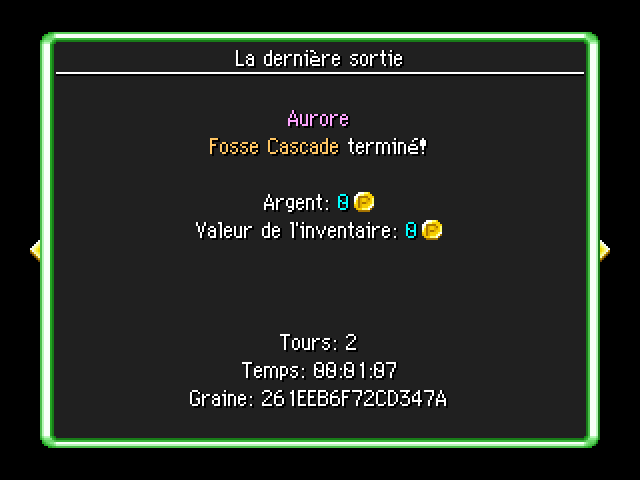 La dernière sortie
Aurore
Fosse Cascade terminé!
Argent: 0 P
Valeur de l'inventaire: 0 P
Tours: 2
Temps: 00:01:07
Graine: 261EEB6F72CD347A